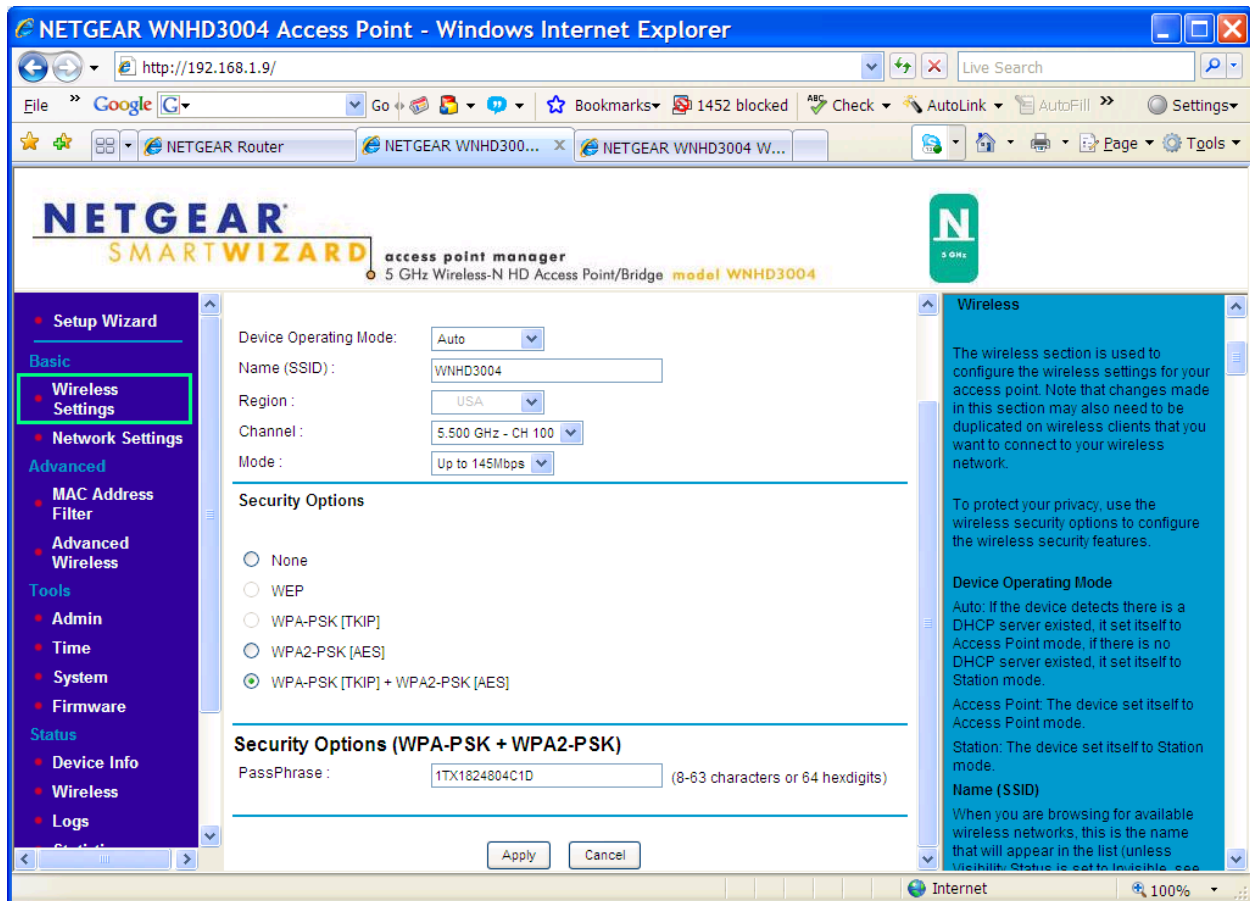 NETGEAR WNHD3004 Access Point - Windows Internet Explorer
http://192.168.1.9/
Live Search
File » Google G Go 1452 blocked Bookmarks Check AutoLink AutoFill » Settings
NETGEAR Router
NETGEAR WNHD300... X
NETGEAR WNHD3004 W...
Page Tools
NETGEAR
SMARTWIZARD
access point manager
5 GHz Wireless-N HD Access Point/Bridge model WNHD3004
N
5 GHz
Setup Wizard
Basic
Wireless
Settings
Network Settings
Advanced
MAC Address
Filter
Advanced
Wireless
Tools
Admin
Time
System
Firmware
Status
Device Info
Wireless
Logs
Device Operating Mode: Auto
Name (SSID) : WNHD3004
Region : USA
Channel : 5.500 GHz - CH 100
Mode : Up to 145Mbps
Security Options
None
WEP
WPA-PSK [TKIP]
WPA2-PSK [AES]
WPA-PSK [TKIP] + WPA2-PSK [AES]
Security Options (WPA-PSK + WPA2-PSK)
PassPhrase : 1TX1824804C1D (8-63 characters or 64 hexdigits)
Apply Cancel
Wireless
The wireless section is used to
configure the wireless settings for your
access point. Note that changes made
in this section may also need to be
duplicated on wireless clients that you
want to connect to your wireless
network.
To protect your privacy, use the
wireless security options to configure
the wireless security features.
Device Operating Mode
Auto: If the device detects there is a
DHCP server existed, it set itself to
Access Point mode, if there is no
DHCP server existed, it set itself to
Station mode.
Access Point: The device set itself to
Access Point mode.
Station: The device set itself to Station
mode.
Name (SSID)
When you are browsing for available
wireless networks, this is the name
that will appear in the list (unless
Visibility Status is set to Invisible, see
Internet
100%